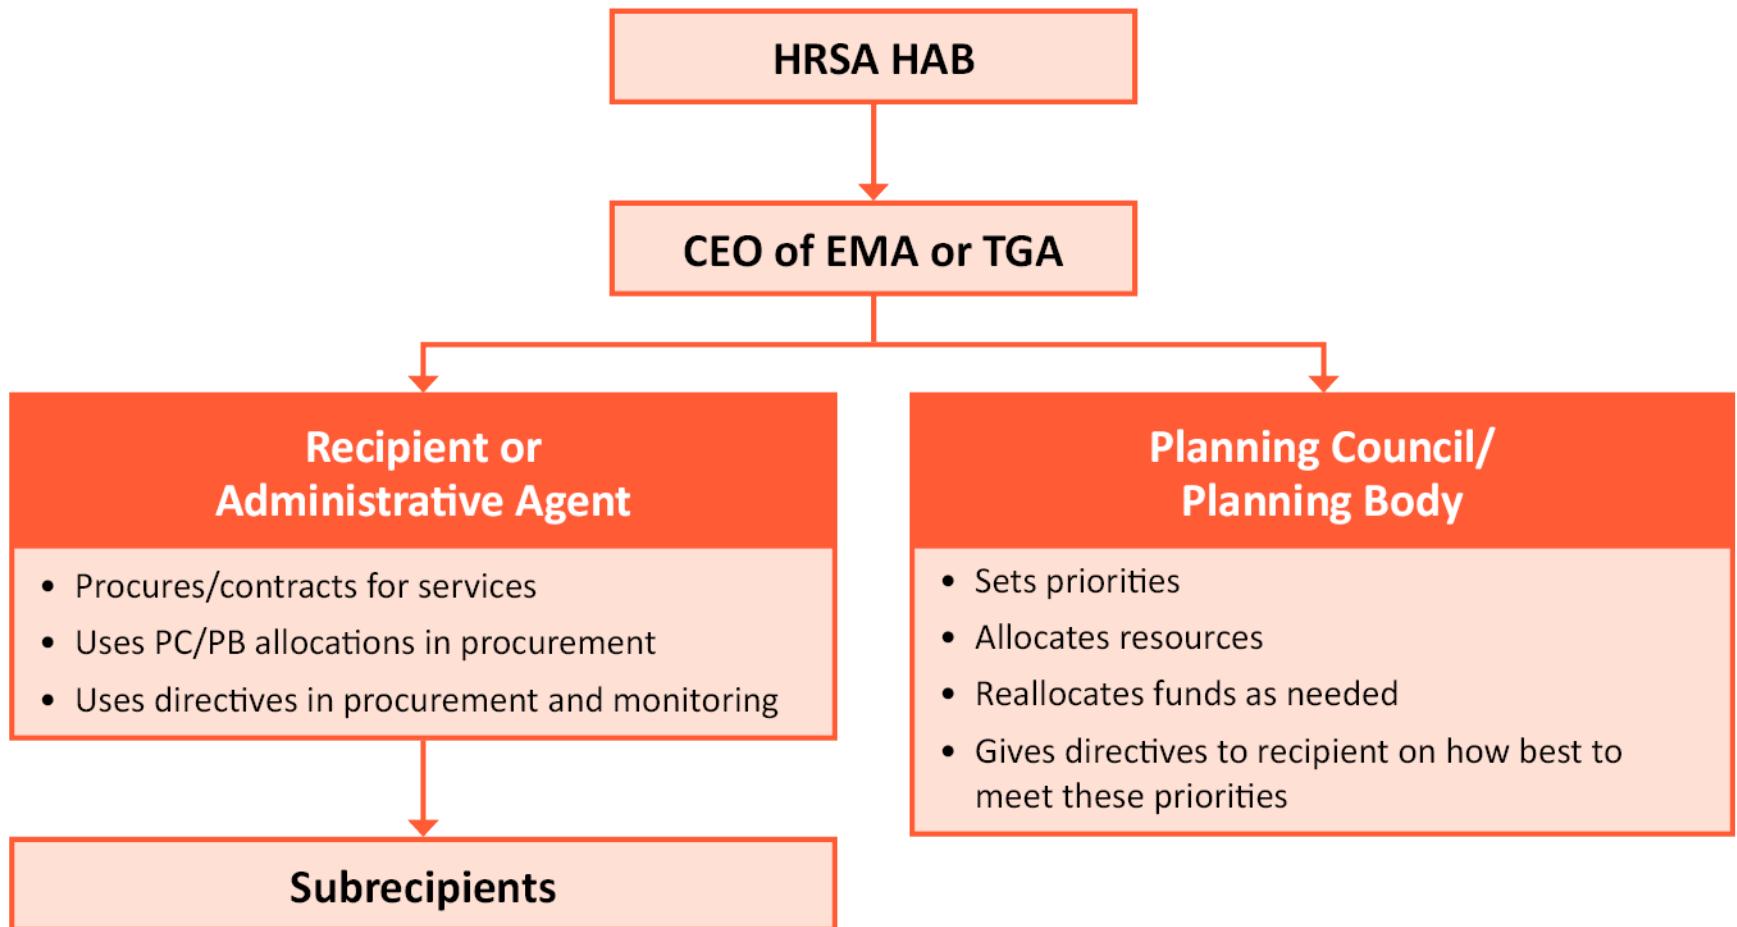 HRSA HAB
CEO of EMA or TGA
Recipient or
Administrative Agent
• Procures/contracts for services
• Uses PC/PB allocations in procurement
• Uses directives in procurement and monitoring
Planning Council/
Planning Body
• Sets priorities
• Allocates resources
• Reallocates funds as needed
• Gives directives to recipient on how best to
meet these priorities
Subrecipients